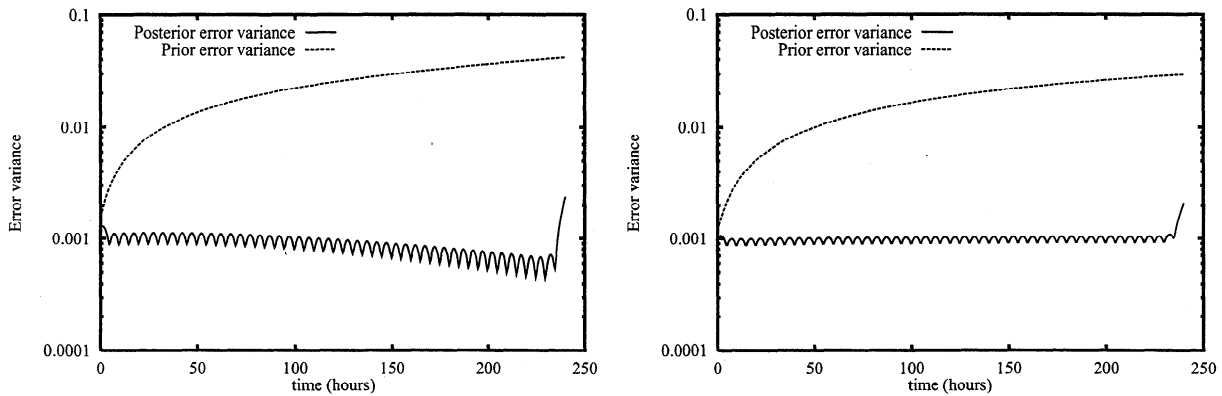 0.1
Posterior error variance
Prior error variance
0.01
Error variance
0.001
0.0001
0
50
100
150
200
250
time (hours)
0.1
Posterior error variance
Prior error variance
0.01
Error variance
0.001
0.0001
0
50
100
150
200
250
time (hours)